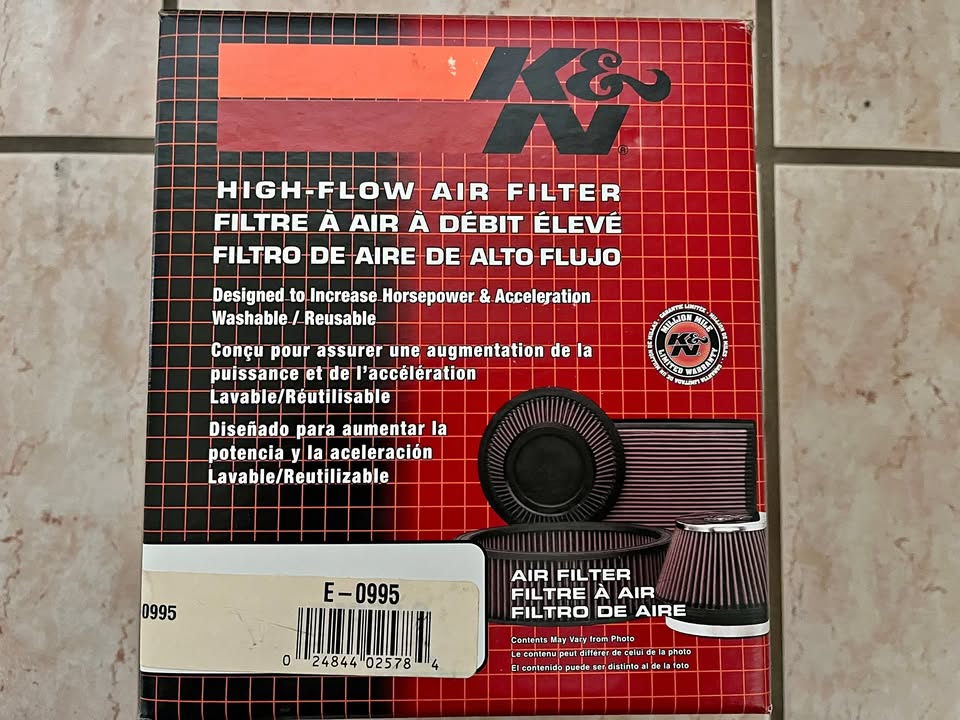 K&N®
HIGH-FLOW AIR FILTER
FILTRE À AIR À DÉBIT ÉLEVÉ
FILTRO DE AIRE DE ALTO FLUJO
Designed to Increase Horsepower & Acceleration
Washable / Reusable
Conçu pour assurer une augmentation de la
puissance et de l'accélération
Lavable/Réutilisable
Diseñado para aumentar la
potencia y la aceleración
Lavable/Reutilizable
MILLION MILE
K&N
LIMITED WARRANTY
AIR FILTER
FILTRE À AIR
FILTRO DE AIRE
Contents May Vary from Photo
Le contenu peut différer de celui de la photo
El contenido puede ser distinto al de la foto
0995
E-0995
0 24844 02578 4